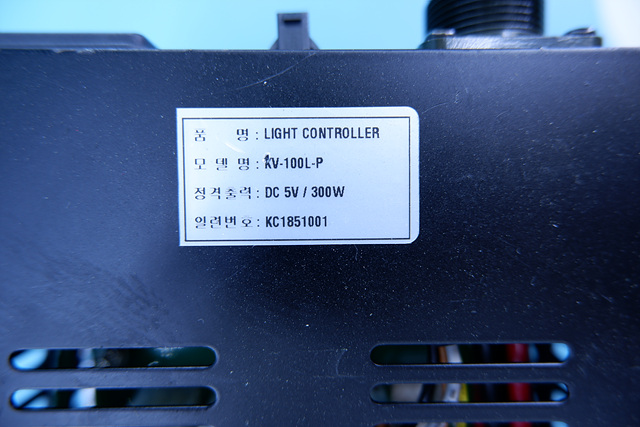 품 명 : LIGHT CONTROLLER
모 델 명 : KV-100L-P
정격출력 : DC 5V / 300W
일련번호 : KC1851001